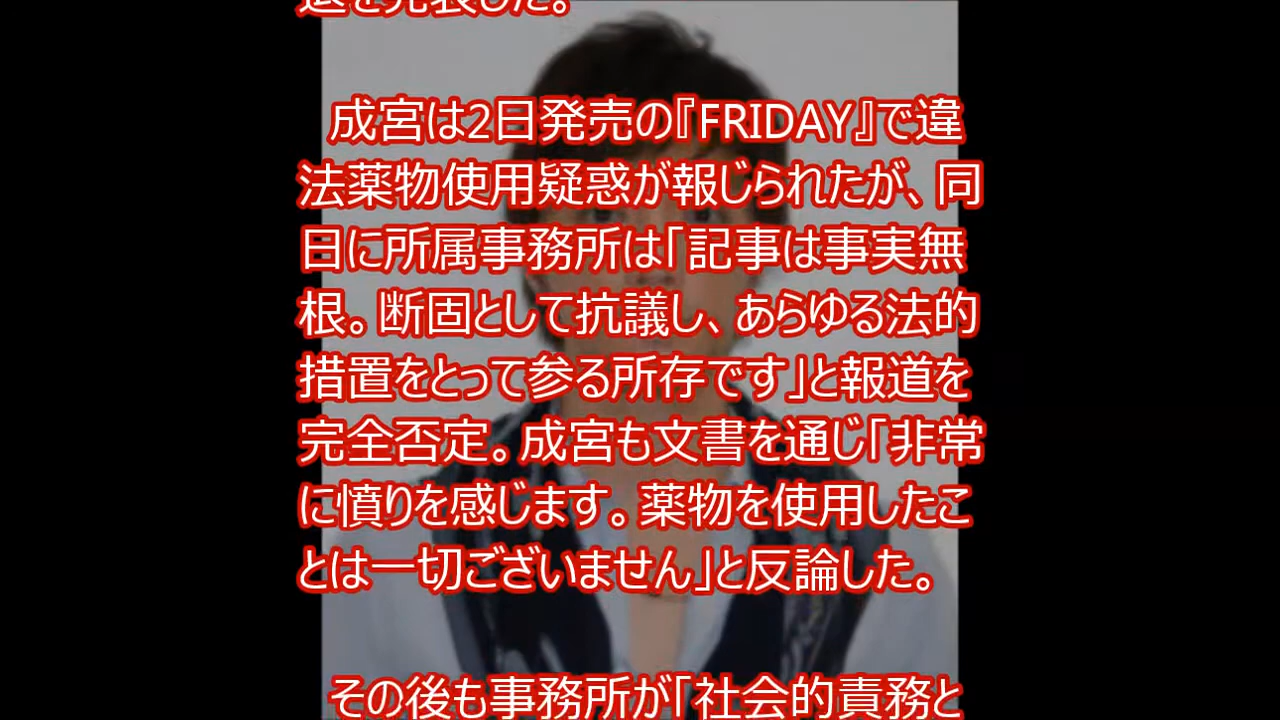 退を発表した。
成宮は2日発売の『FRIDAY』で違
法薬物使用疑惑が報じられたが、同
日に所属事務所は「記事は事実無
根。断固として抗議し、あらゆる法的
措置をとって参る所存です」と報道を
完全否定。成宮も文書を通じ「非常
に憤りを感じます。薬物を使用したこ
とは一切ございません」と反論した。
その後も事務所が「社会的責務と